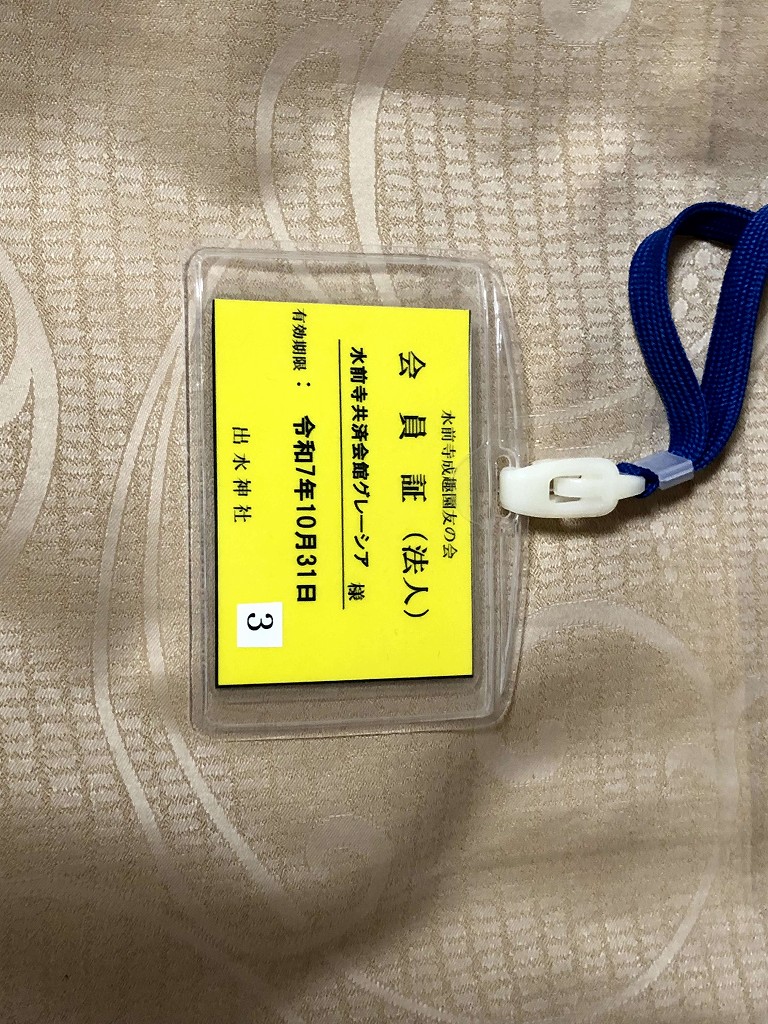 水前寺成趣園友の会
会員証（法人）
水前寺共済会館グレーシア 様
有効期限： 令和7年10月31日
出水神社
3